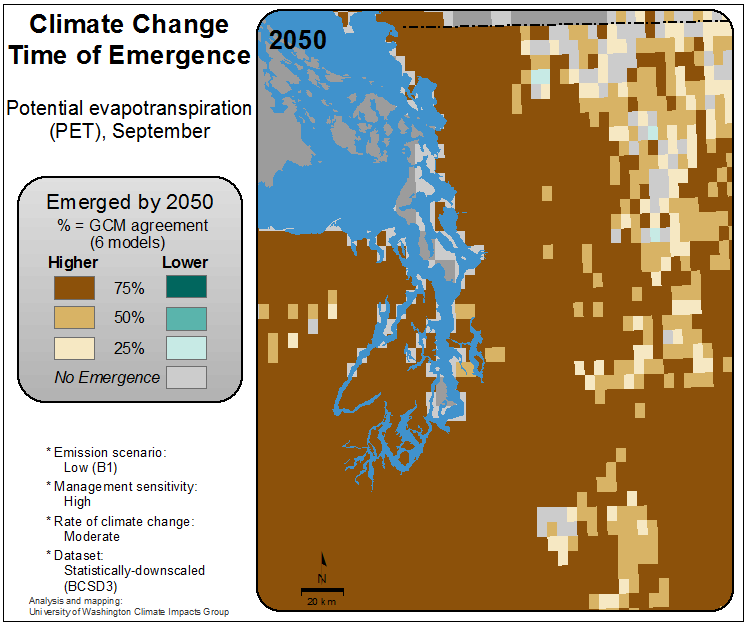 Climate Change
Time of Emergence
Potential evapotranspiration
(PET), September
Emerged by 2050
% = GCM agreement
(6 models)
Higher Lower
75%
50%
25%
No Emergence
* Emission scenario:
Low (B1)
* Management sensitivity:
High
* Rate of climate change:
Moderate
* Dataset:
Statistically-downscaled
(BCSD3)
Analysis and mapping:
University of Washington Climate Impacts Group
2050
N
20 km